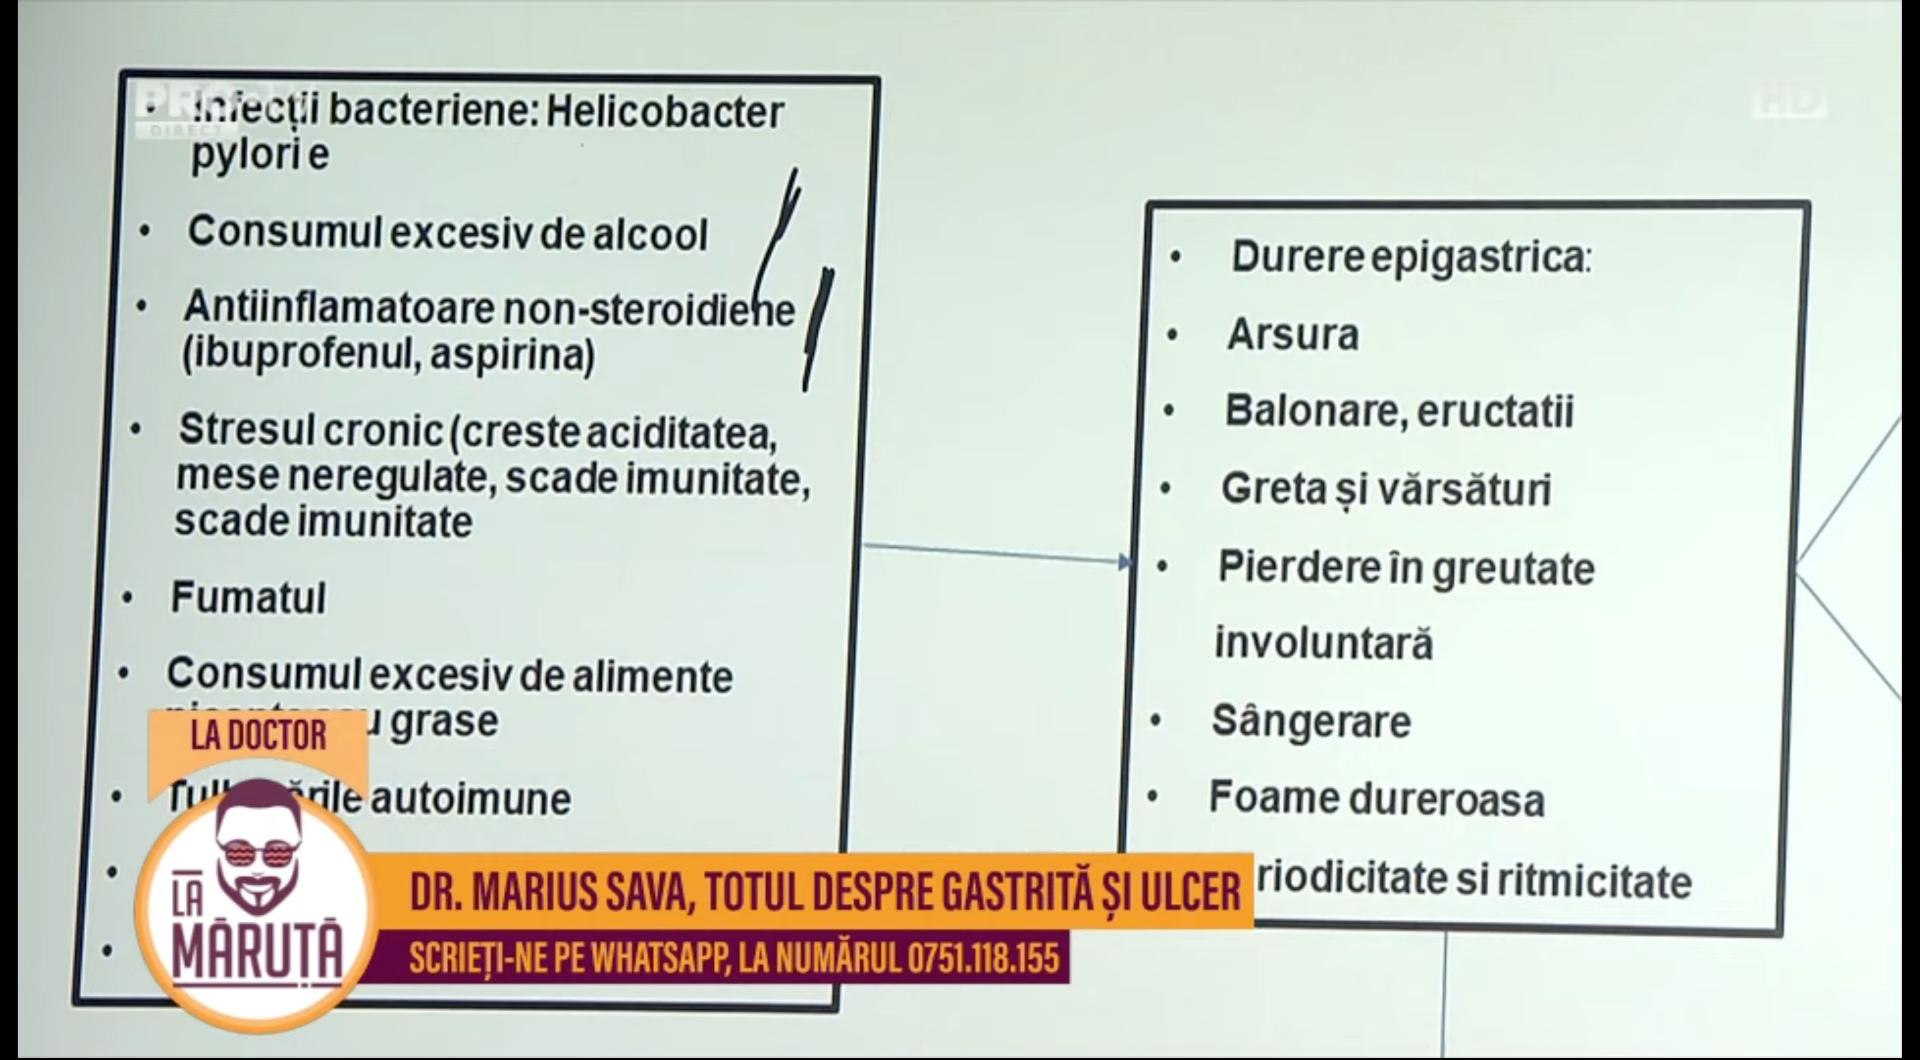 PRO
DIRECT
HD
Infecții bacteriene: Helicobacter
pylori e
Consumul excesiv de alcool
Antiinflamatoare non-steroidiene
(ibuprofenul, aspirina)
Stresul cronic (creste aciditatea,
mese neregulate, scade imunitate,
scade imunitate
Fumatul
Consumul excesiv de alimente
grase
autoimune
Durere epigastrica:
Arsura
Balonare, eructatii
Greta și vărsături
Pierdere în greutate
involuntară
Sângerare
Foame dureroasa
riodicitate si ritmicitate
LA DOCTOR
LA
MĂRUȚĂ
DR. MARIUS SAVA, TOTUL DESPRE GASTRITĂ ȘI ULCER
SCRIEȚI-NE PE WHATSAPP, LA NUMĂRUL 0751.118.155